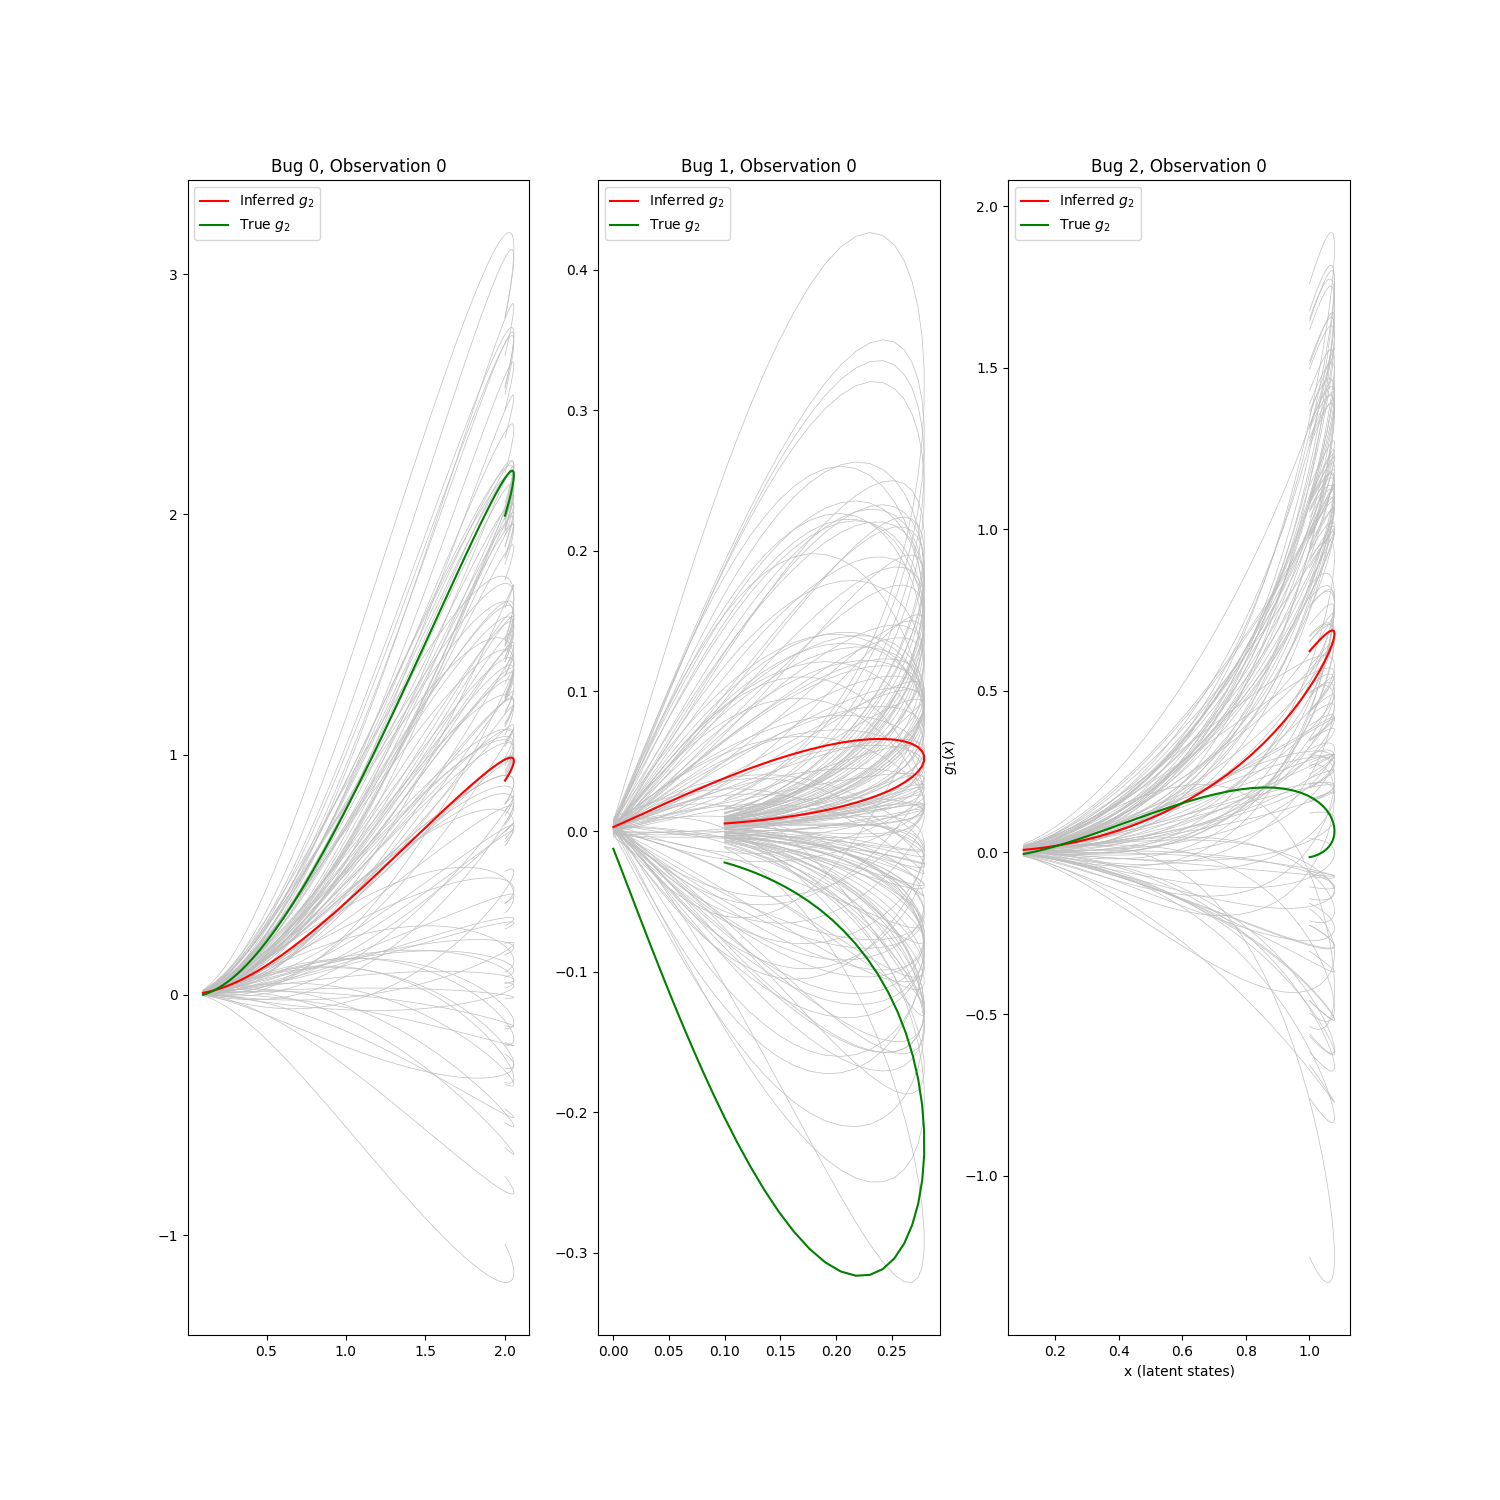 Bug 0, Observation 0
Inferred g₂
True g₂
3
2
1
0
−1
0.5 1.0 1.5 2.0
Bug 1, Observation 0
Inferred g₂
True g₂
0.4
0.3
0.2
0.1
0.0
−0.1
−0.2
−0.3
0.00 0.05 0.10 0.15 0.20 0.25
Bug 2, Observation 0
Inferred g₂
True g₂
g₁(x)
2.0
1.5
1.0
0.5
0.0
−0.5
−1.0
0.2 0.4 0.6 0.8 1.0
x (latent states)